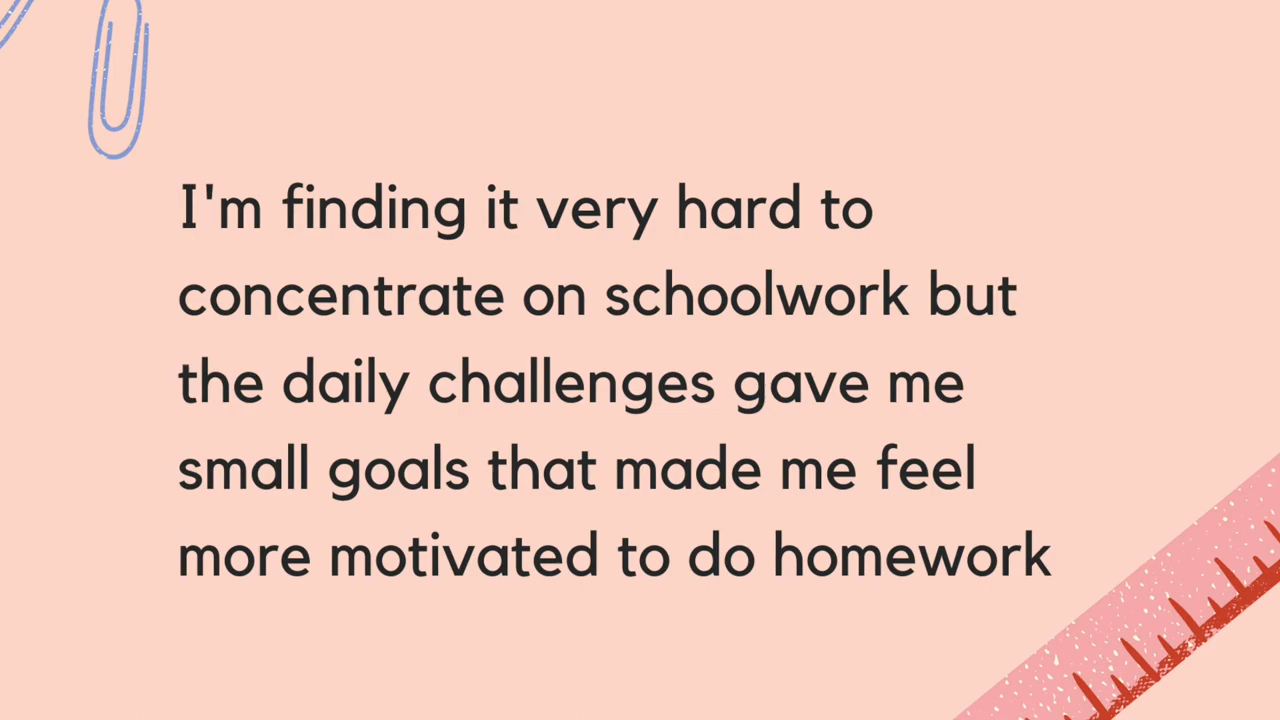 I'm finding it very hard to
concentrate on schoolwork but
the daily challenges gave me
small goals that made me feel
more motivated to do homework